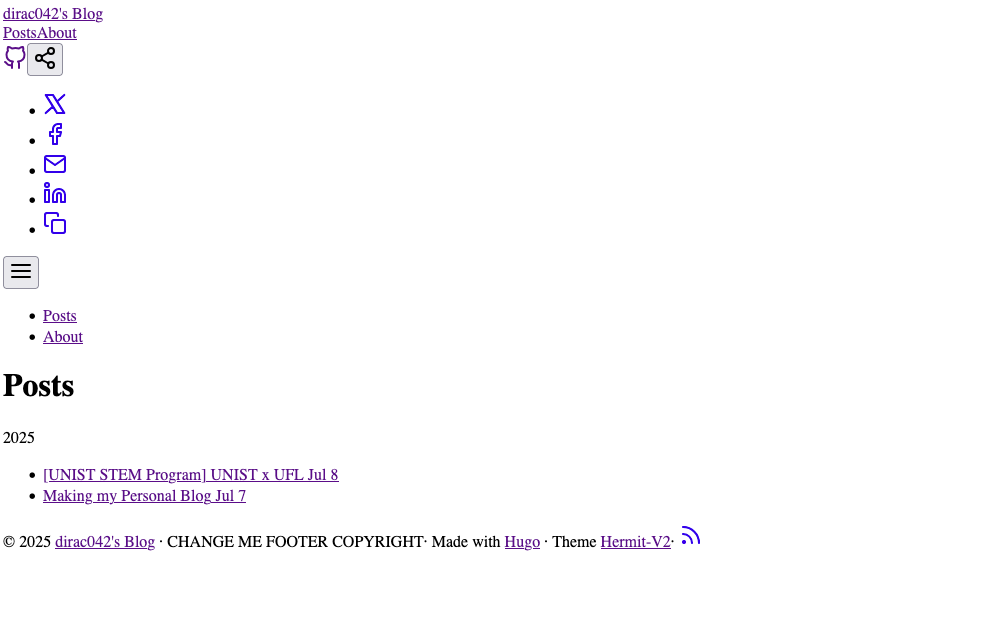 dirac042's Blog
PostsAbout
Posts
About
Posts
2025
[UNIST STEM Program] UNIST x UFL Jul 8
Making my Personal Blog Jul 7
© 2025 dirac042's Blog · CHANGE ME FOOTER COPYRIGHT· Made with Hugo · Theme Hermit-V2·